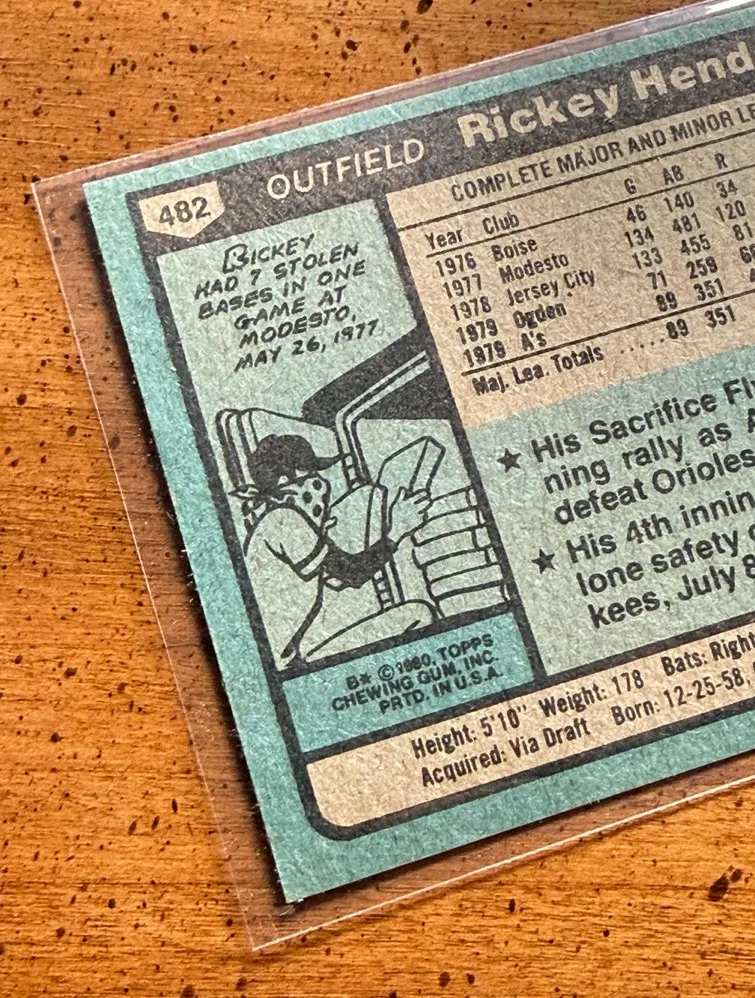 482 OUTFIELD Rickey Hend
RICKEY
HAD 7 STOLEN
BASES IN ONE
GAME AT
MODESTO,
MAY 26, 1977
COMPLETE MAJOR AND MINOR L
Year Club G AB R
1976 Boise 46 140 34
1977 Modesto 134 481 120
1978 Jersey City 133 455 81
1979 Ogden 71 259 66
1979 A's 89 351
Maj. Lea. Totals .....89 351
★ His Sacrifice Fl
ning rally as A
defeat Orioles
★ His 4th innin
lone safety
kees, July 8
B* © 1980, TOPPS
CHEWING GUM, INC.
PRTD. IN U.S.A.
Height: 5'10" Weight: 178 Bats: Right
Acquired: Via Draft Born: 12-25-58,